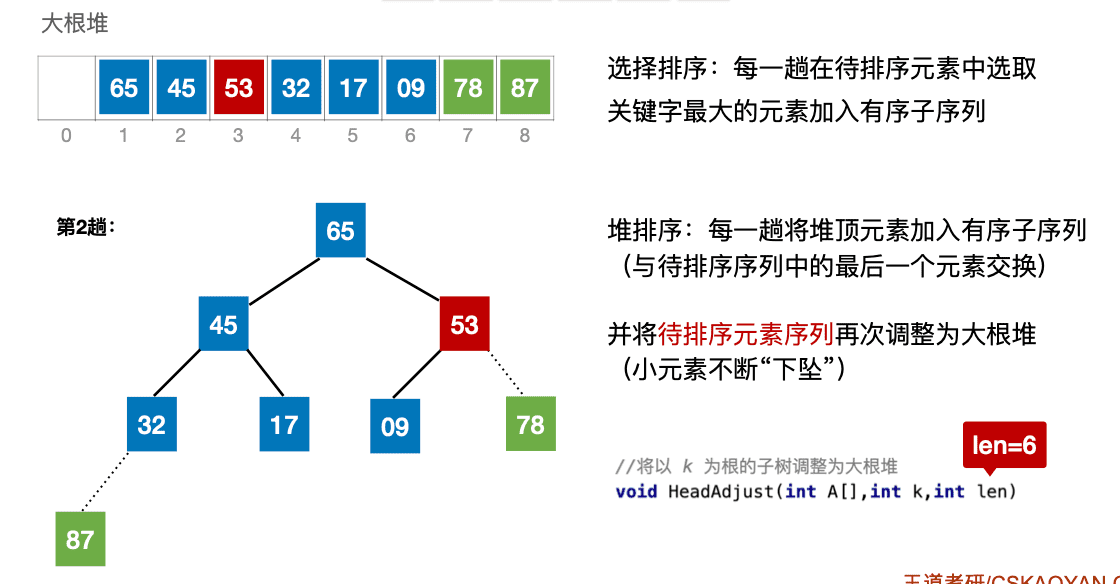 大根堆
65 45 53 32 17 09 78 87
0 1 2 3 4 5 6 7 8
选择排序：每一趟在待排序元素中选取
关键字最大的元素加入有序子序列
第2趟：
65
45 53
32 17 09 78
87
堆排序：每一趟将堆顶元素加入有序子序列
（与待排序序列中的最后一个元素交换）
并将待排序元素序列再次调整为大根堆
（小元素不断“下坠”）
len=6
//将以 k 为根的子树调整为大根堆
void HeadAdjust(int A[],int k,int len)
王道考研/CSKAOYAN.